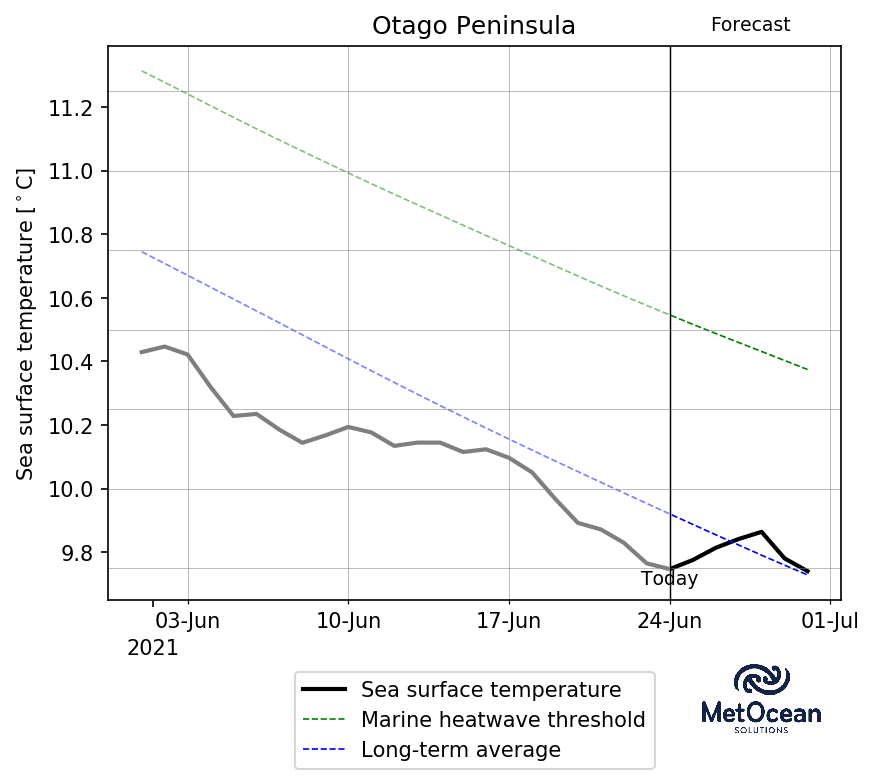 Otago Peninsula
Forecast
Sea surface temperature [°C]
11.2
11.0
10.8
10.6
10.4
10.2
10.0
9.8
Today
03-Jun
10-Jun
17-Jun
24-Jun
01-Jul
2021
Sea surface temperature
Marine heatwave threshold
Long-term average
MetOcean
SOLUTIONS